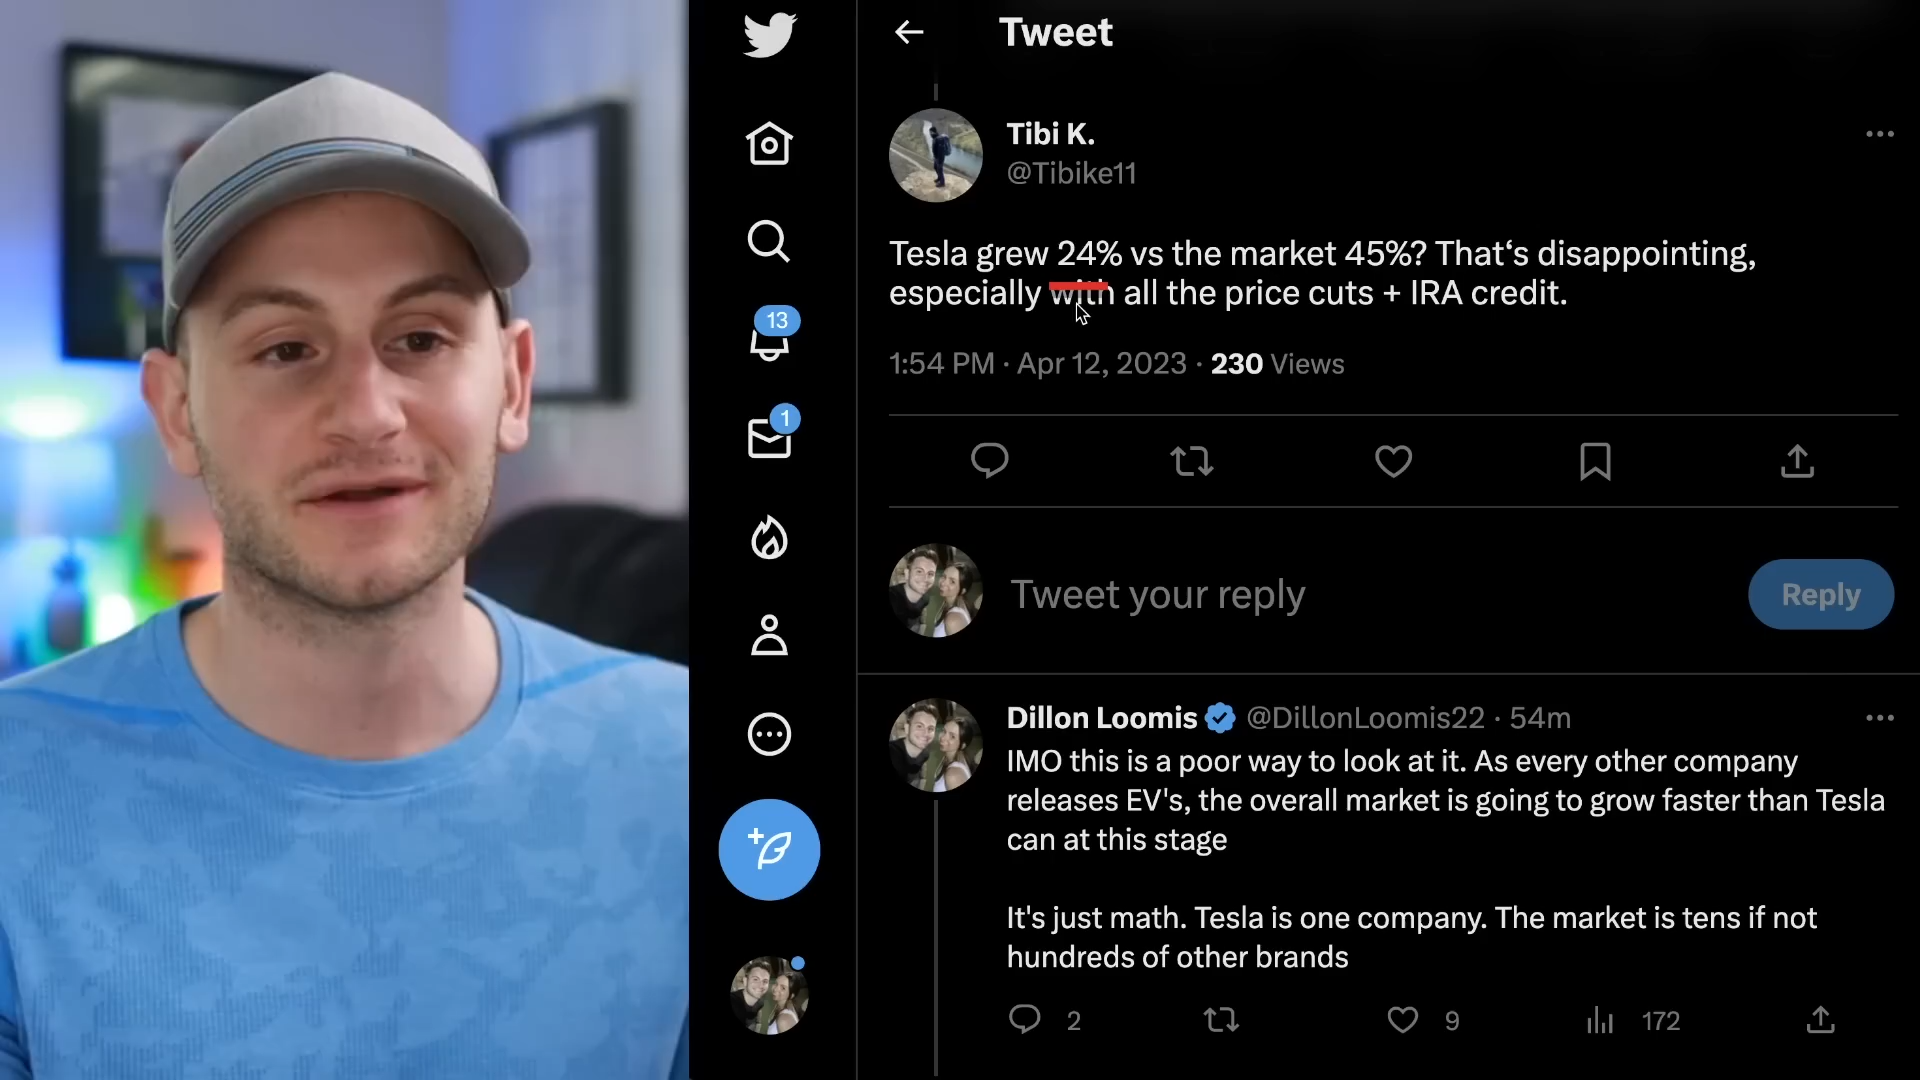 Tweet
Tibi K.
@Tibike11
Tesla grew 24% vs the market 45%? That‘s disappointing,
especially with all the price cuts + IRA credit.
1:54 PM · Apr 12, 2023 · 230 Views
13
1
Tweet your reply
Reply
Dillon Loomis @DillonLoomis22 · 54m
IMO this is a poor way to look at it. As every other company
releases EV's, the overall market is going to grow faster than Tesla
can at this stage
It's just math. Tesla is one company. The market is tens if not
hundreds of other brands
2
9
172